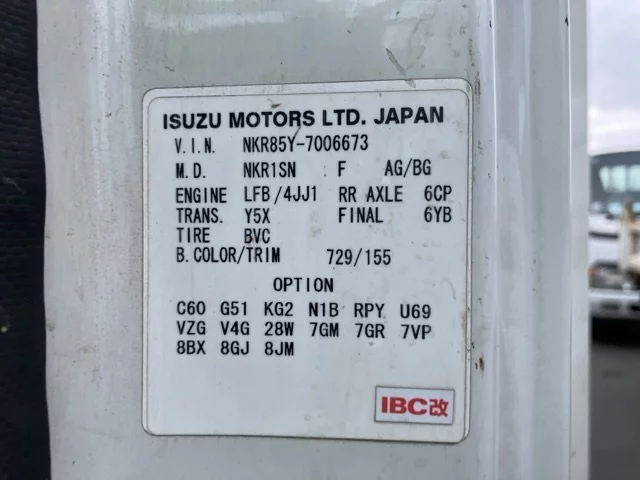 ISUZU MOTORS LTD. JAPAN
V.I.N. NKR85Y-7006673
M.D. NKR1SN F AG/BG
ENGINE LFB/4JJ1 RR AXLE 6CP
TRANS. Y5X FINAL 6YB
TIRE BVC
B.COLOR/TRIM 729/155
OPTION
C60 G51 KG2 N1B RPY U69
VZG V4G 28W 7GM 7GR 7VP
8BX 8GJ 8JM
IBC改